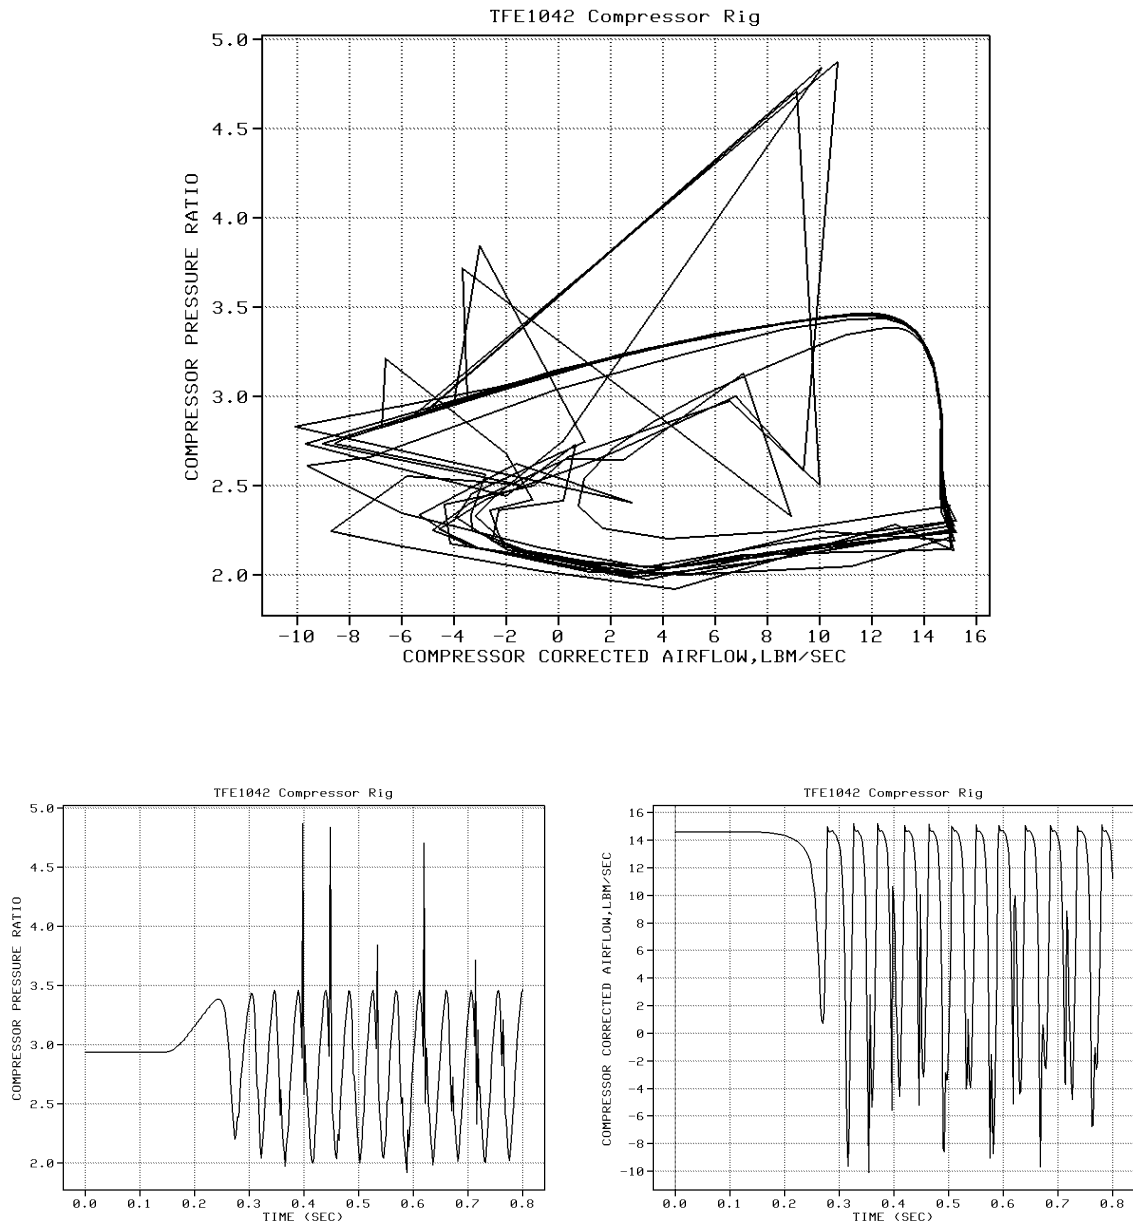 TFE1042 Compressor Rig
5.0
4.5
4.0
3.5
3.0
2.5
2.0
COMPRESSOR PRESSURE RATIO
-10 -8 -6 -4 -2 0 2 4 6 8 10 12 14 16
COMPRESSOR CORRECTED AIRFLOW,LBM/SEC
TFE1042 Compressor Rig
5.0
4.5
4.0
3.5
3.0
2.5
2.0
COMPRESSOR PRESSURE RATIO
0.0 0.1 0.2 0.3 0.4 0.5 0.6 0.7 0.8
TIME (SEC)
TFE1042 Compressor Rig
16
14
12
10
8
6
4
2
0
-2
-4
-6
-8
-10
COMPRESSOR CORRECTED AIRFLOW,LBM/SEC
0.0 0.1 0.2 0.3 0.4 0.5 0.6 0.7 0.8
TIME (SEC)